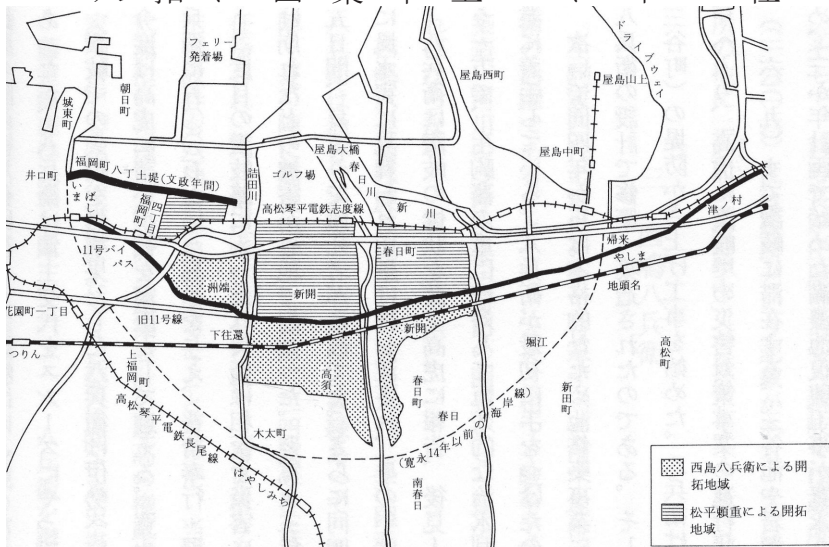 フェリー
発着場
朝日町
城東町
井口町
福岡町
八丁土堤(文政年間)
いまばし
福岡町
四丁目
詰田川
ゴルフ場
屋島大橋
春日川
新川
屋島西町
ドライブウェイ
屋島山上
屋島中町
高松琴平電鉄志度線
津ノ村
帰来
やしま
地頭名
春日町
11号バイパス
洲端
新開
新開
花園町一丁目
旧11号線
下往還
つりん
上福岡町
高松琴平電鉄長尾線
はやしみち
木太町
高須
春日町
春日
堀江
新田町
高松町
(寛永14年以前の海岸線)
南春日
西島八兵衛による開
拓地域
松平頼重による開拓
地域